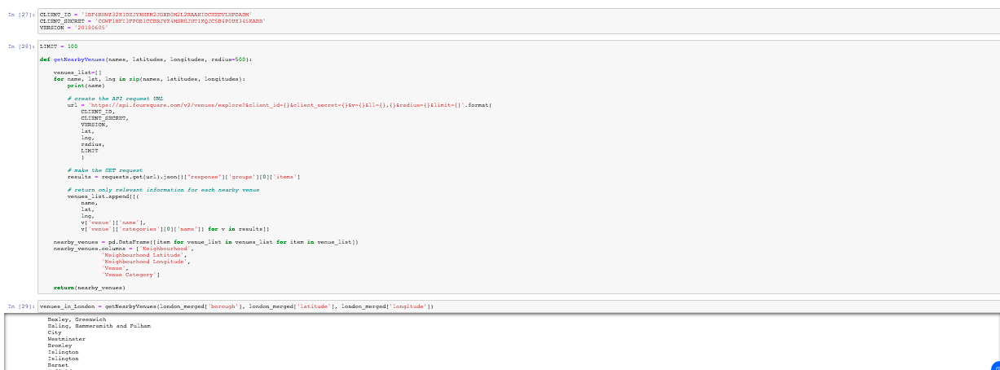 In [27]: CLIENT_ID =
CLIENT_SECRET =
VERSION = '20180605'
In [28]: LIMIT = 100
def getNearbyVenues(names, latitudes, longitudes, radius=500):
venues_list=[]
for name, lat, lng in zip(names, latitudes, longitudes):
print(name)
# create the API request URL
url = 'https://api.foursquare.com/v2/venues/explore?&client_id={}&client_secret={}&v={}&ll={},{}&radius={}&limit={}'.format(
CLIENT_ID,
CLIENT_SECRET,
VERSION,
lat,
lng,
radius,
LIMIT
)
# make the GET request
results = requests.get(url).json()["response"]['groups'][0]['items']
# return only relevant information for each nearby venue
venues_list.append([(
name,
lat,
lng,
v['venue']['name'],
v['venue']['categories'][0]['name']) for v in results])
nearby_venues = pd.DataFrame([item for venue_list in venues_list for item in venue_list])
nearby_venues.columns = ['Neighbourhood',
'Neighbourhood Latitude',
'Neighbourhood Longitude',
'Venue',
'Venue Category']
return(nearby_venues)
In [29]: venues_in_London = getNearbyVenues(london_merged['borough'], london_merged['latitude'], london_merged['longitude'])
Bexley, Greenwich
Ealing, Hammersmith and Fulham
City
Westminster
Bromley
Islington
Islington
Barnet